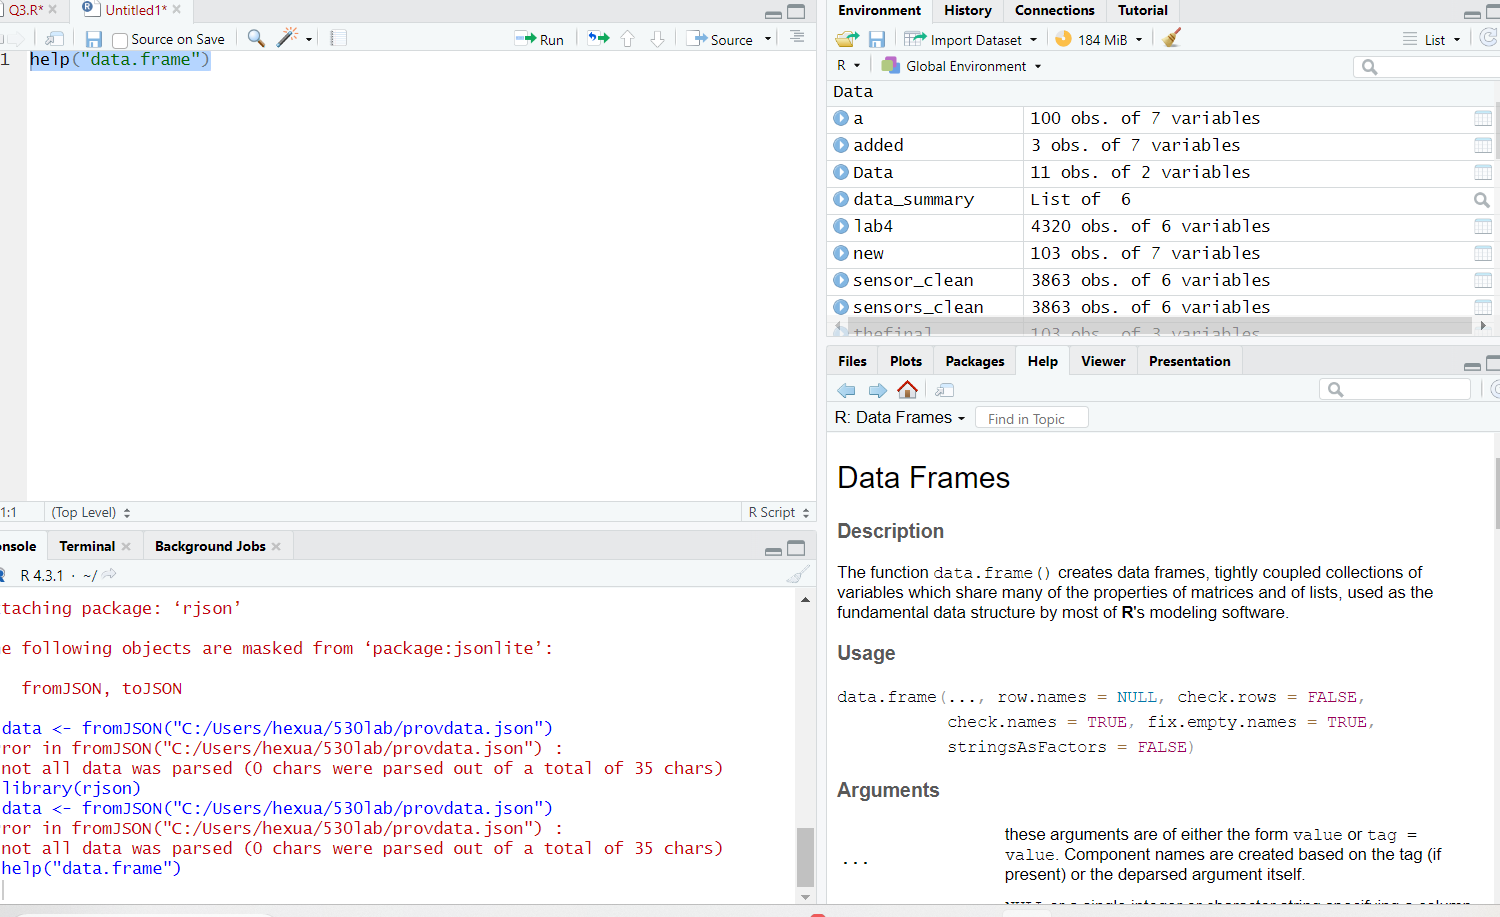 Q3.R*
Untitled1*
Source on Save
Run
Source
1
help("data.frame")
1:1
(Top Level)
R Script
onsole
Terminal
Background Jobs
R 4.3.1 · ~/
taching package: ‘rjson’
e following objects are masked from ‘package:jsonlite’:
fromJSON, toJSON
data <- fromJSON("C:/Users/hexua/530lab/provdata.json")
ror in fromJSON("C:/Users/hexua/530lab/provdata.json") :
not all data was parsed (0 chars were parsed out of a total of 35 chars)
library(rjson)
data <- fromJSON("C:/Users/hexua/530lab/provdata.json")
ror in fromJSON("C:/Users/hexua/530lab/provdata.json") :
not all data was parsed (0 chars were parsed out of a total of 35 chars)
help("data.frame")
Environment
History
Connections
Tutorial
Import Dataset
184 MiB
List
R
Global Environment
Data
a 100 obs. of 7 variables
added 3 obs. of 7 variables
Data 11 obs. of 2 variables
data_summary List of 6
lab4 4320 obs. of 6 variables
new 103 obs. of 7 variables
sensor_clean 3863 obs. of 6 variables
sensors_clean 3863 obs. of 6 variables
thefinal 103 obs. of 3 variables
Files
Plots
Packages
Help
Viewer
Presentation
R: Data Frames
Find in Topic
Data Frames
Description
The function data.frame() creates data frames, tightly coupled collections of
variables which share many of the properties of matrices and of lists, used as the
fundamental data structure by most of R's modeling software.
Usage
data.frame(..., row.names = NULL, check.rows = FALSE,
check.names = TRUE, fix.empty.names = TRUE,
stringsAsFactors = FALSE)
Arguments
...
these arguments are of either the form value or tag =
value. Component names are created based on the tag (if
present) or the deparsed argument itself.
NULL or a single integer or character string specifying a column